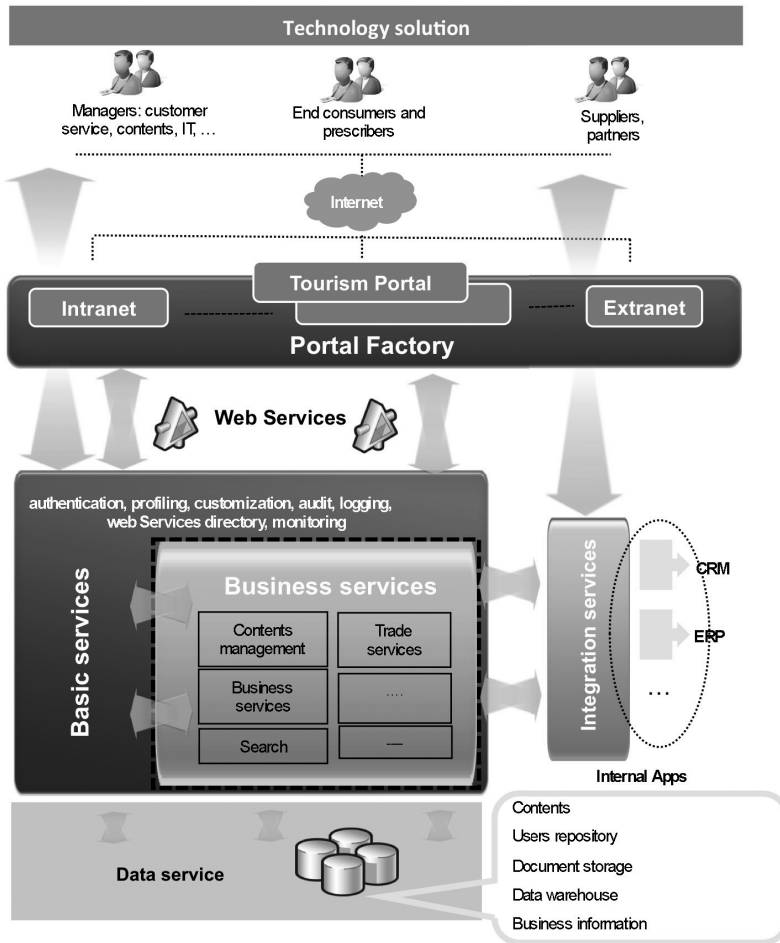 Technology solution
Managers: customer
service, contents, IT, ...
End consumers and
prescribers
Suppliers,
partners
Internet
Tourism Portal
Intranet
Extranet
Portal Factory
Web Services
authentication, profiling, customization, audit, logging,
web Services directory, monitoring
Basic services
Business services
Contents
management
Trade
services
Business
services
....
Search
—
Integration services
CRM
ERP
...
Internal Apps
Data service
Contents
Users repository
Document storage
Data warehouse
Business information